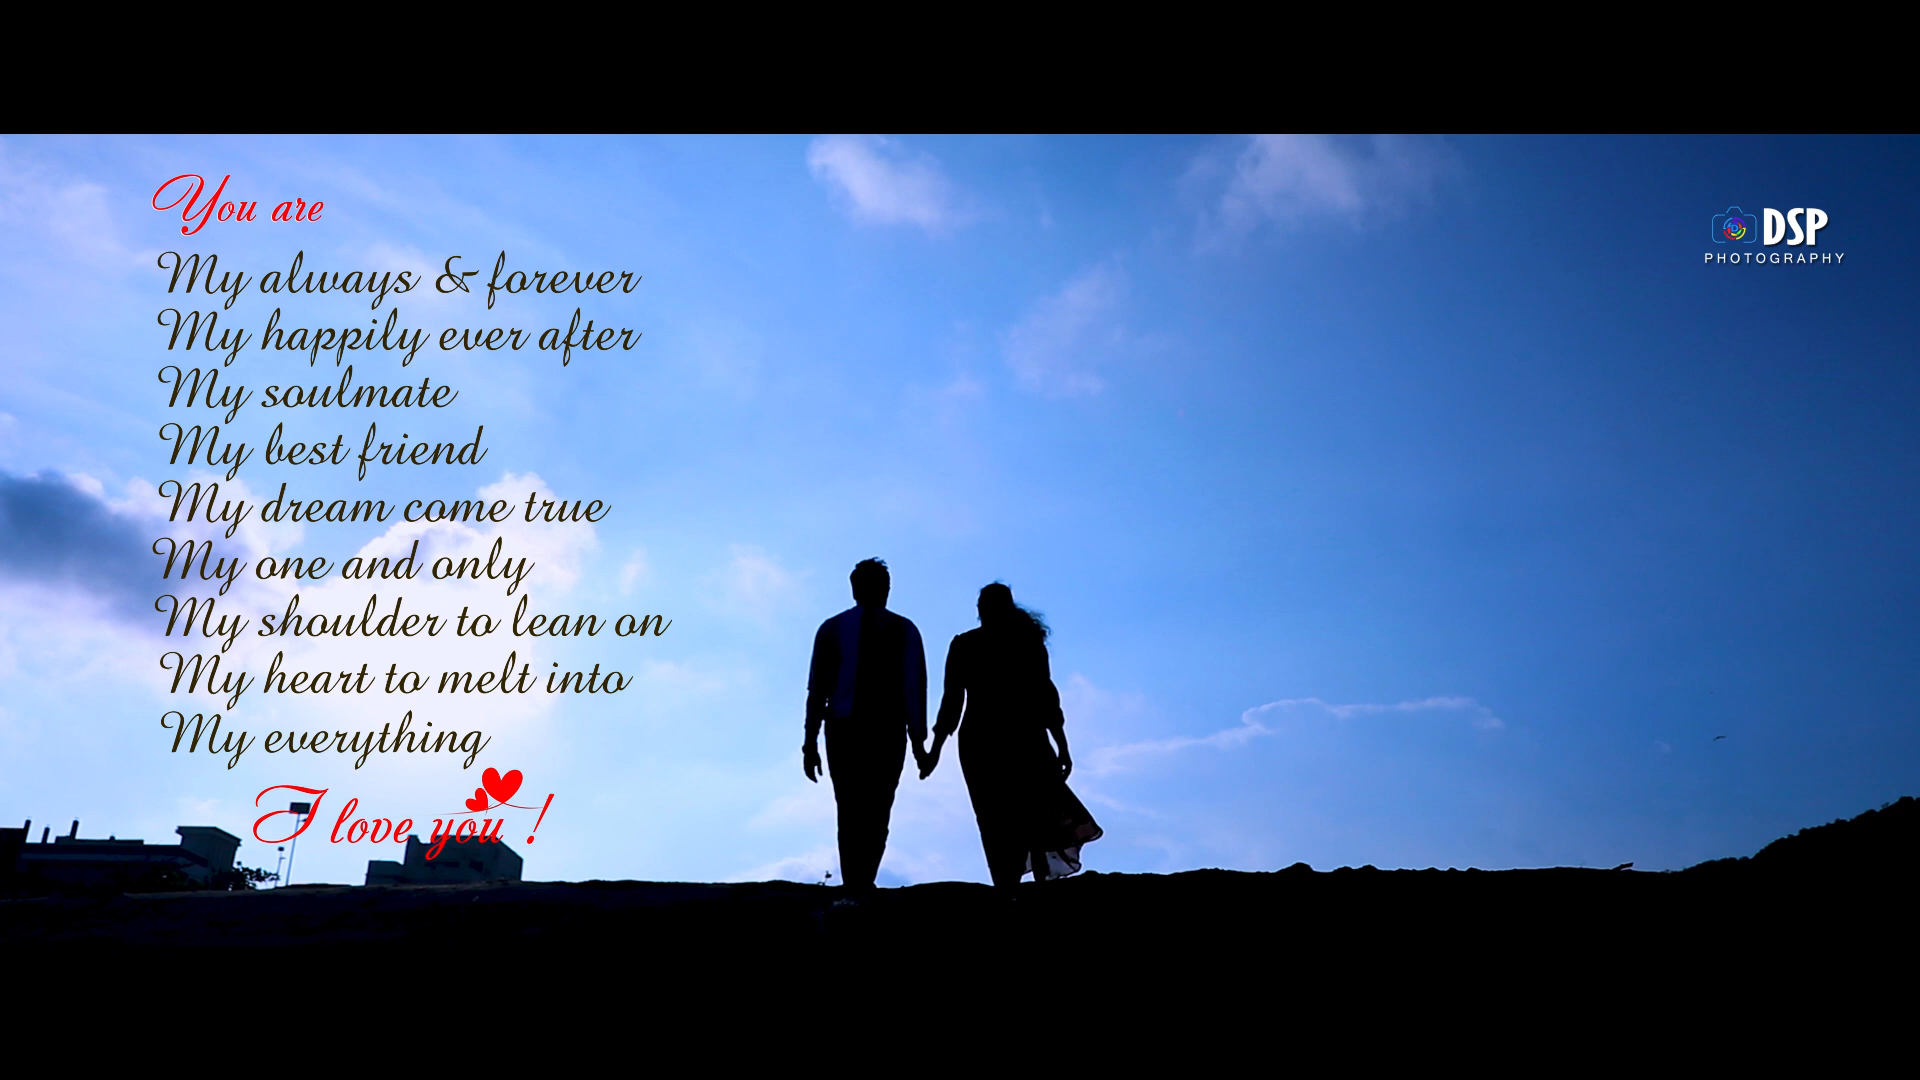 You are
My always & forever
My happily ever after
My soulmate
My best friend
My dream come true
My one and only
My shoulder to lean on
My heart to melt into
My everything
I love you !
DSP
PHOTOGRAPHY